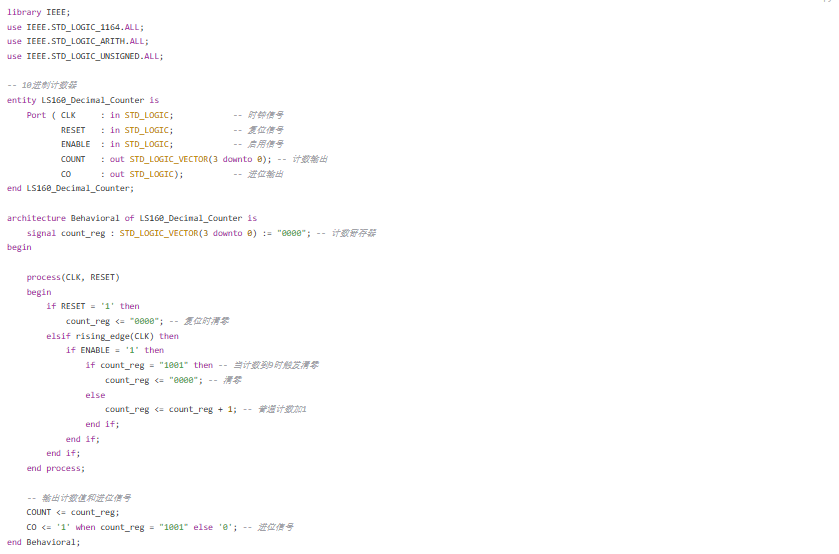 library IEEE;
use IEEE.STD_LOGIC_1164.ALL;
use IEEE.STD_LOGIC_ARITH.ALL;
use IEEE.STD_LOGIC_UNSIGNED.ALL;
-- 10进制计数器
entity LS160_Decimal_Counter is
    Port ( CLK     : in STD_LOGIC;            -- 时钟信号
           RESET   : in STD_LOGIC;            -- 复位信号
           ENABLE  : in STD_LOGIC;            -- 启用信号
           COUNT   : out STD_LOGIC_VECTOR(3 downto 0); -- 计数输出
           CO      : out STD_LOGIC);          -- 进位输出
end LS160_Decimal_Counter;
architecture Behavioral of LS160_Decimal_Counter is
    signal count_reg : STD_LOGIC_VECTOR(3 downto 0) := "0000"; -- 计数寄存器
begin
    process(CLK, RESET)
    begin
        if RESET = '1' then
            count_reg <= "0000"; -- 复位时清零
        elsif rising_edge(CLK) then
            if ENABLE = '1' then
                if count_reg = "1001" then -- 当计数到9时触发清零
                    count_reg <= "0000"; -- 清零
                else
                    count_reg <= count_reg + 1; -- 普通计数加1
                end if;
            end if;
        end if;
    end process;
    -- 输出计数值和进位信号
    COUNT <= count_reg;
    CO <= '1' when count_reg = "1001" else '0'; -- 进位信号
end Behavioral;